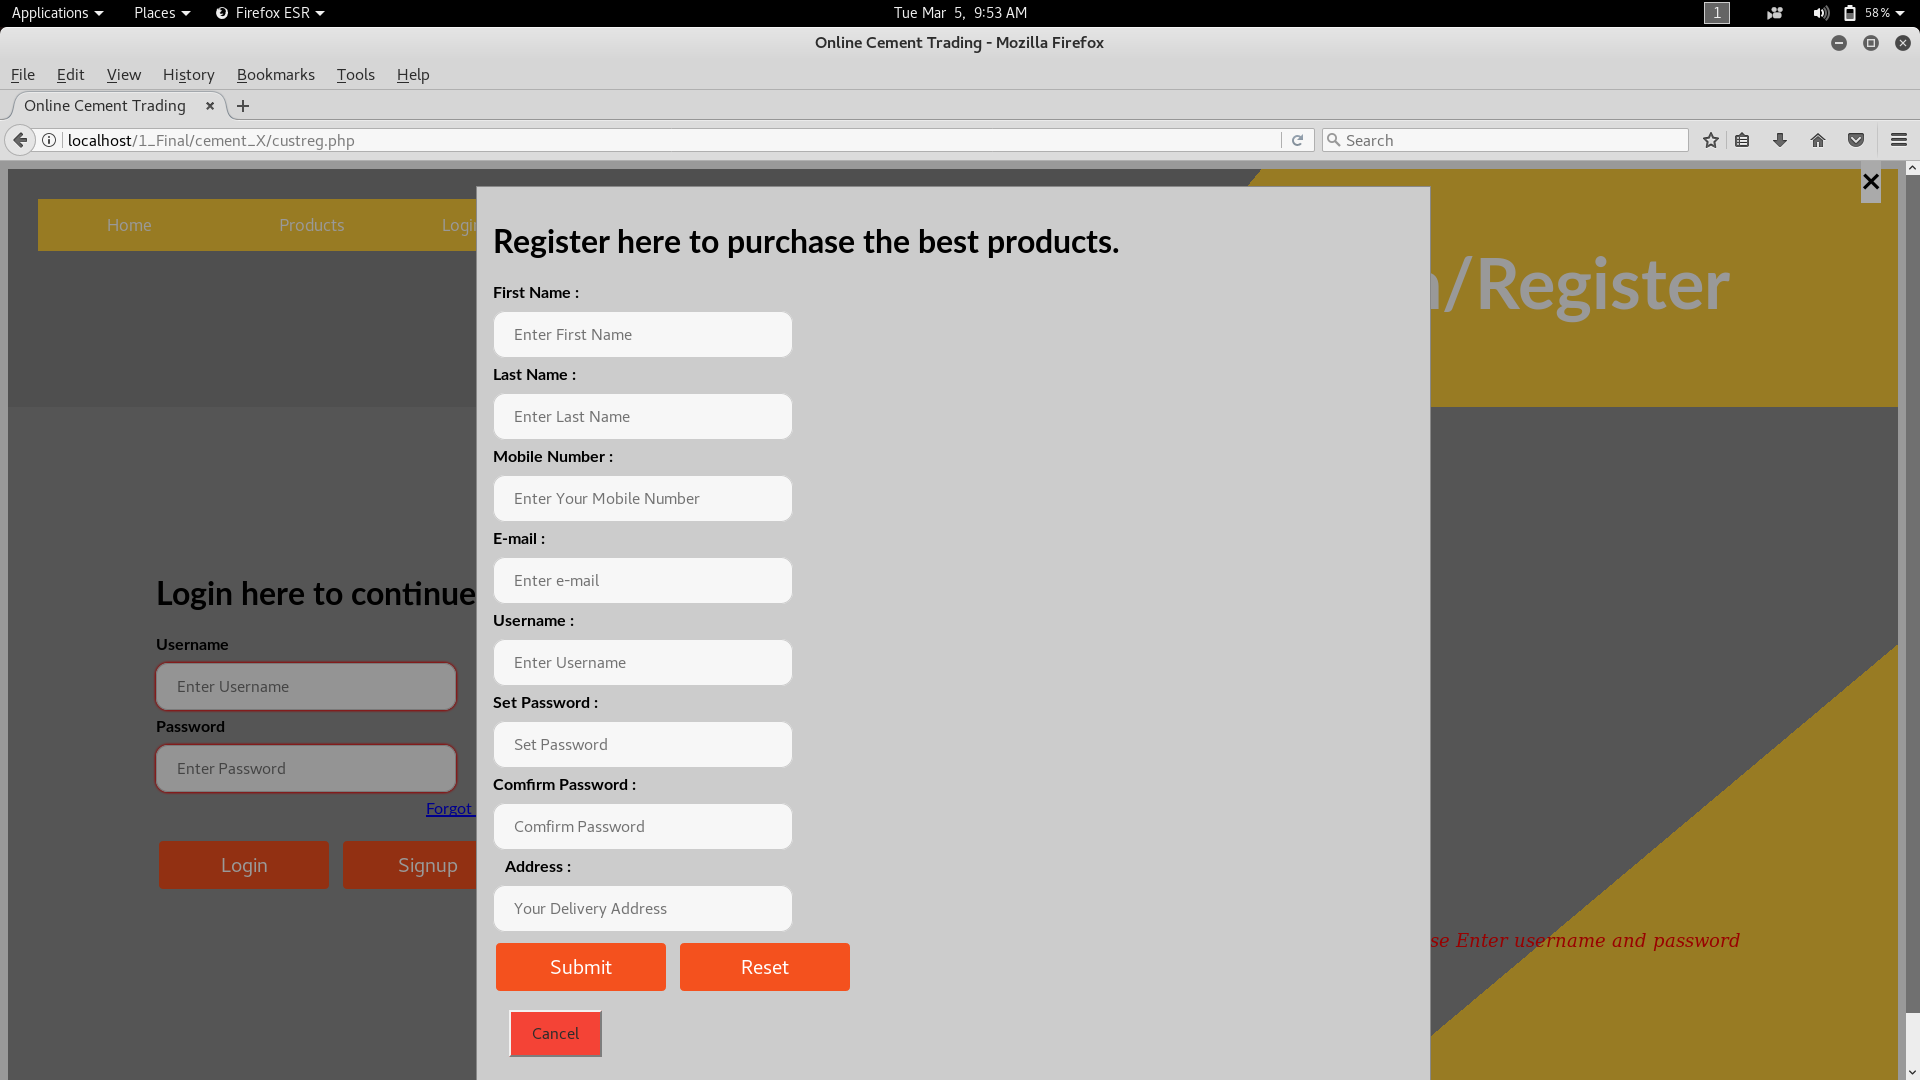 Applications Places Firefox ESR Tue Mar 5, 9:53 AM 1 58%
Online Cement Trading - Mozilla Firefox
File Edit View History Bookmarks Tools Help
Online Cement Trading
localhost/1_Final/cement_X/custreg.php Search
Home Products
/Register
Register here to purchase the best products.
First Name :
Enter First Name
Last Name :
Enter Last Name
Mobile Number :
Enter Your Mobile Number
E-mail :
Enter e-mail
Username :
Enter Username
Set Password :
Set Password
Comfirm Password :
Comfirm Password
Address :
Your Delivery Address
Submit Reset
Cancel
Login here to continue
Username
Enter Username
Password
Enter Password
Forgot
Login Signup
se Enter username and password